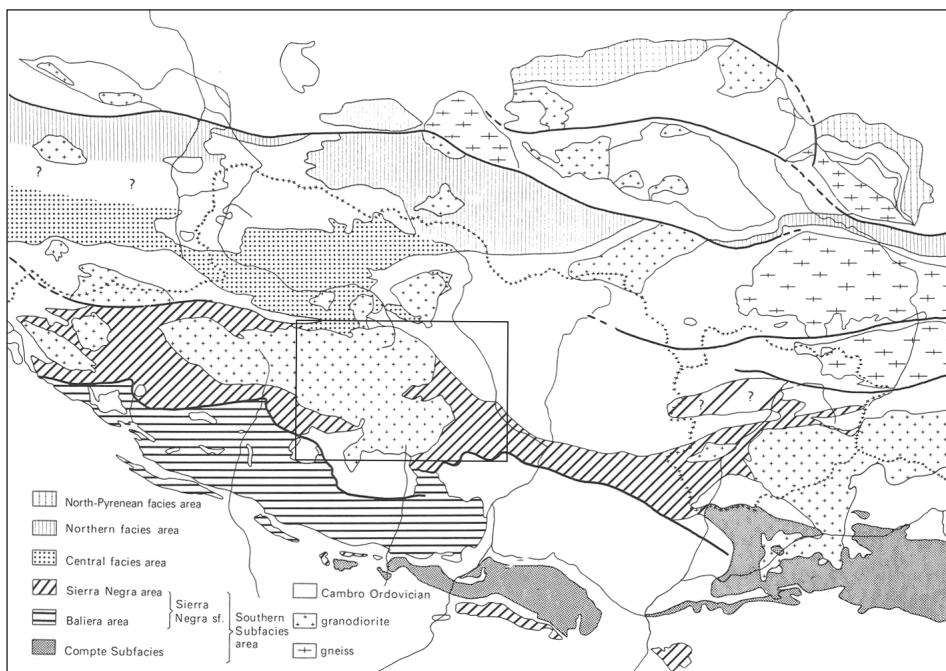 ?
?
?
?
North-Pyrenean facies area
Northern facies area
Central facies area
Sierra Negra area
Baliera area
Compte Subfacies
Sierra
Negra sf.
Southern
Subfacies
area
Cambro Ordovician
granodiorite
gneiss